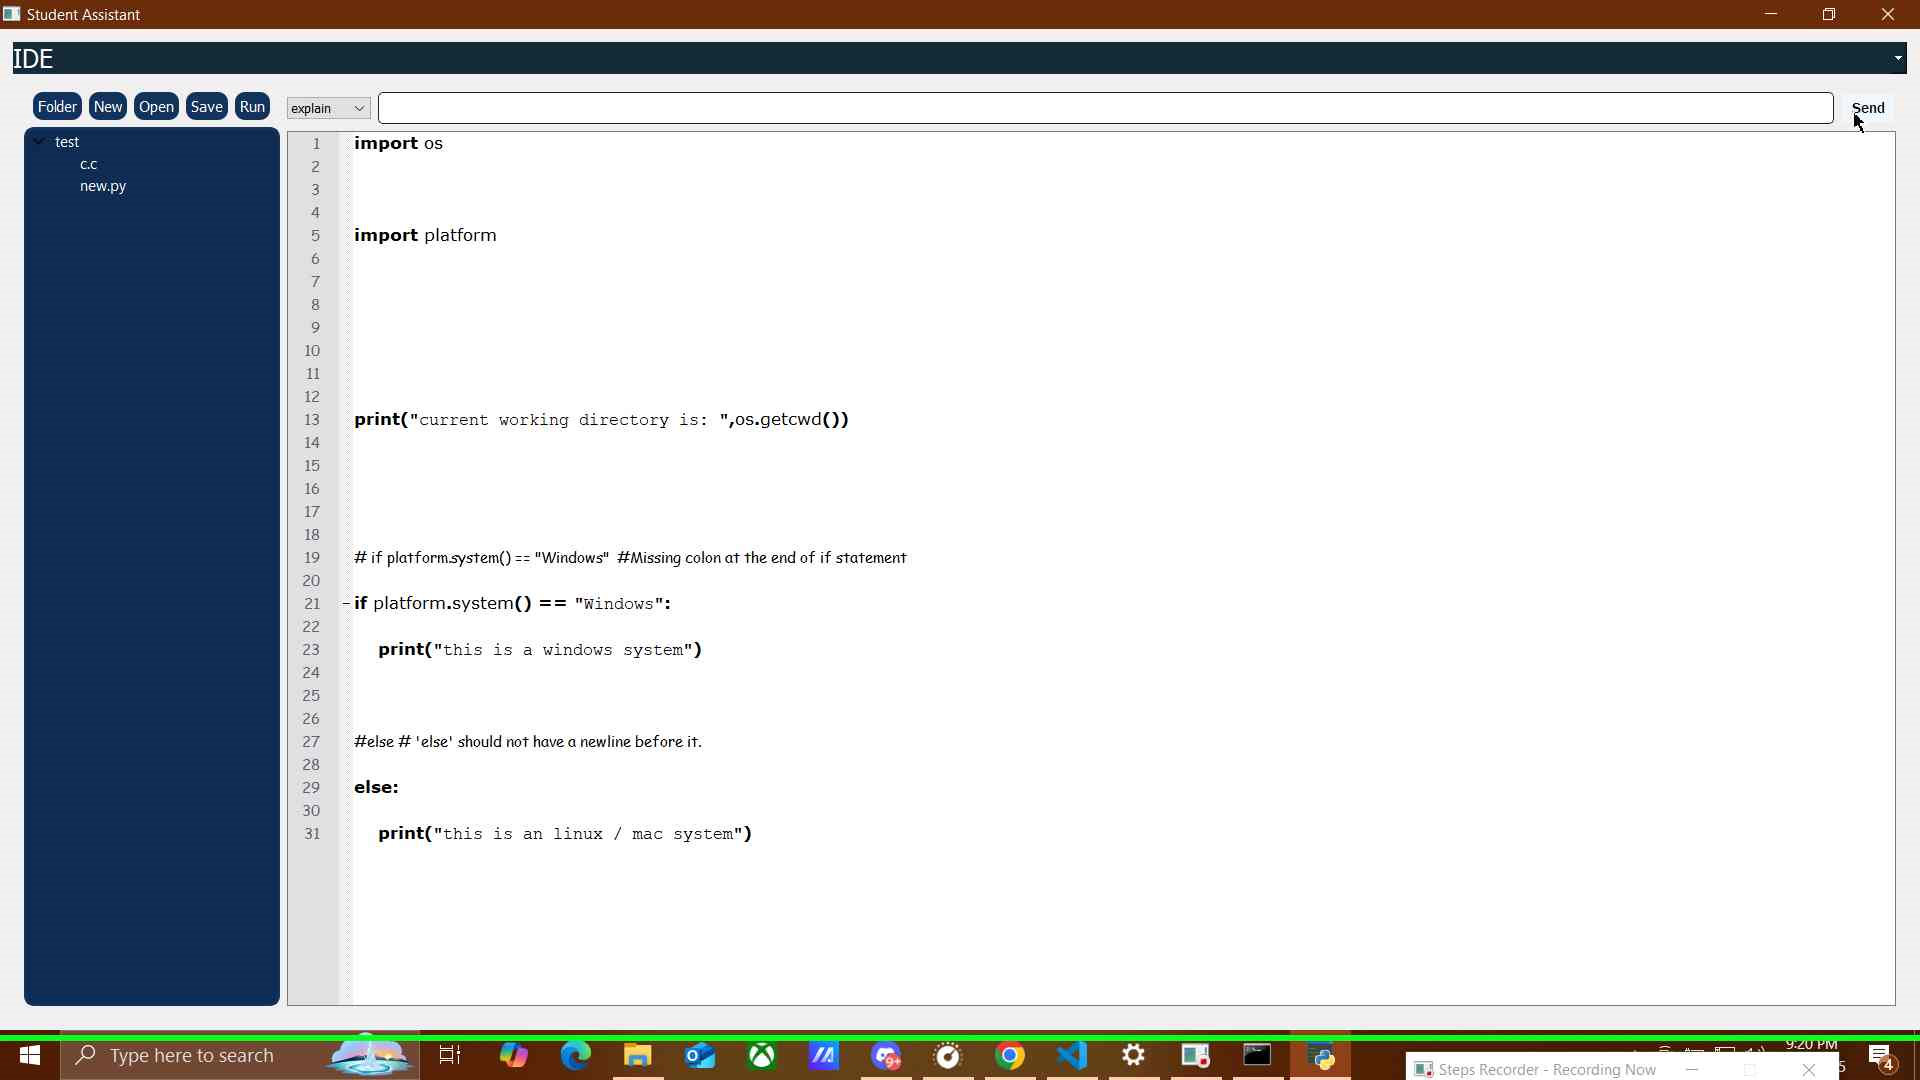 Student Assistant
IDE
Folder New Open Save Run explain Send
test
c.c
new.py
1 import os
2
3
4
5 import platform
6
7
8
9
10
11
12
13 print("current working directory is: ",os.getcwd())
14
15
16
17
18
19 # if platform.system() == "Windows" #Missing colon at the end of if statement
20
21 if platform.system() == "Windows":
22
23 print("this is a windows system")
24
25
26
27 #else # 'else' should not have a newline before it.
28
29 else:
30
31 print("this is an linux / mac system")
Type here to search
9+
9:20 PM
5
4
Steps Recorder - Recording Now